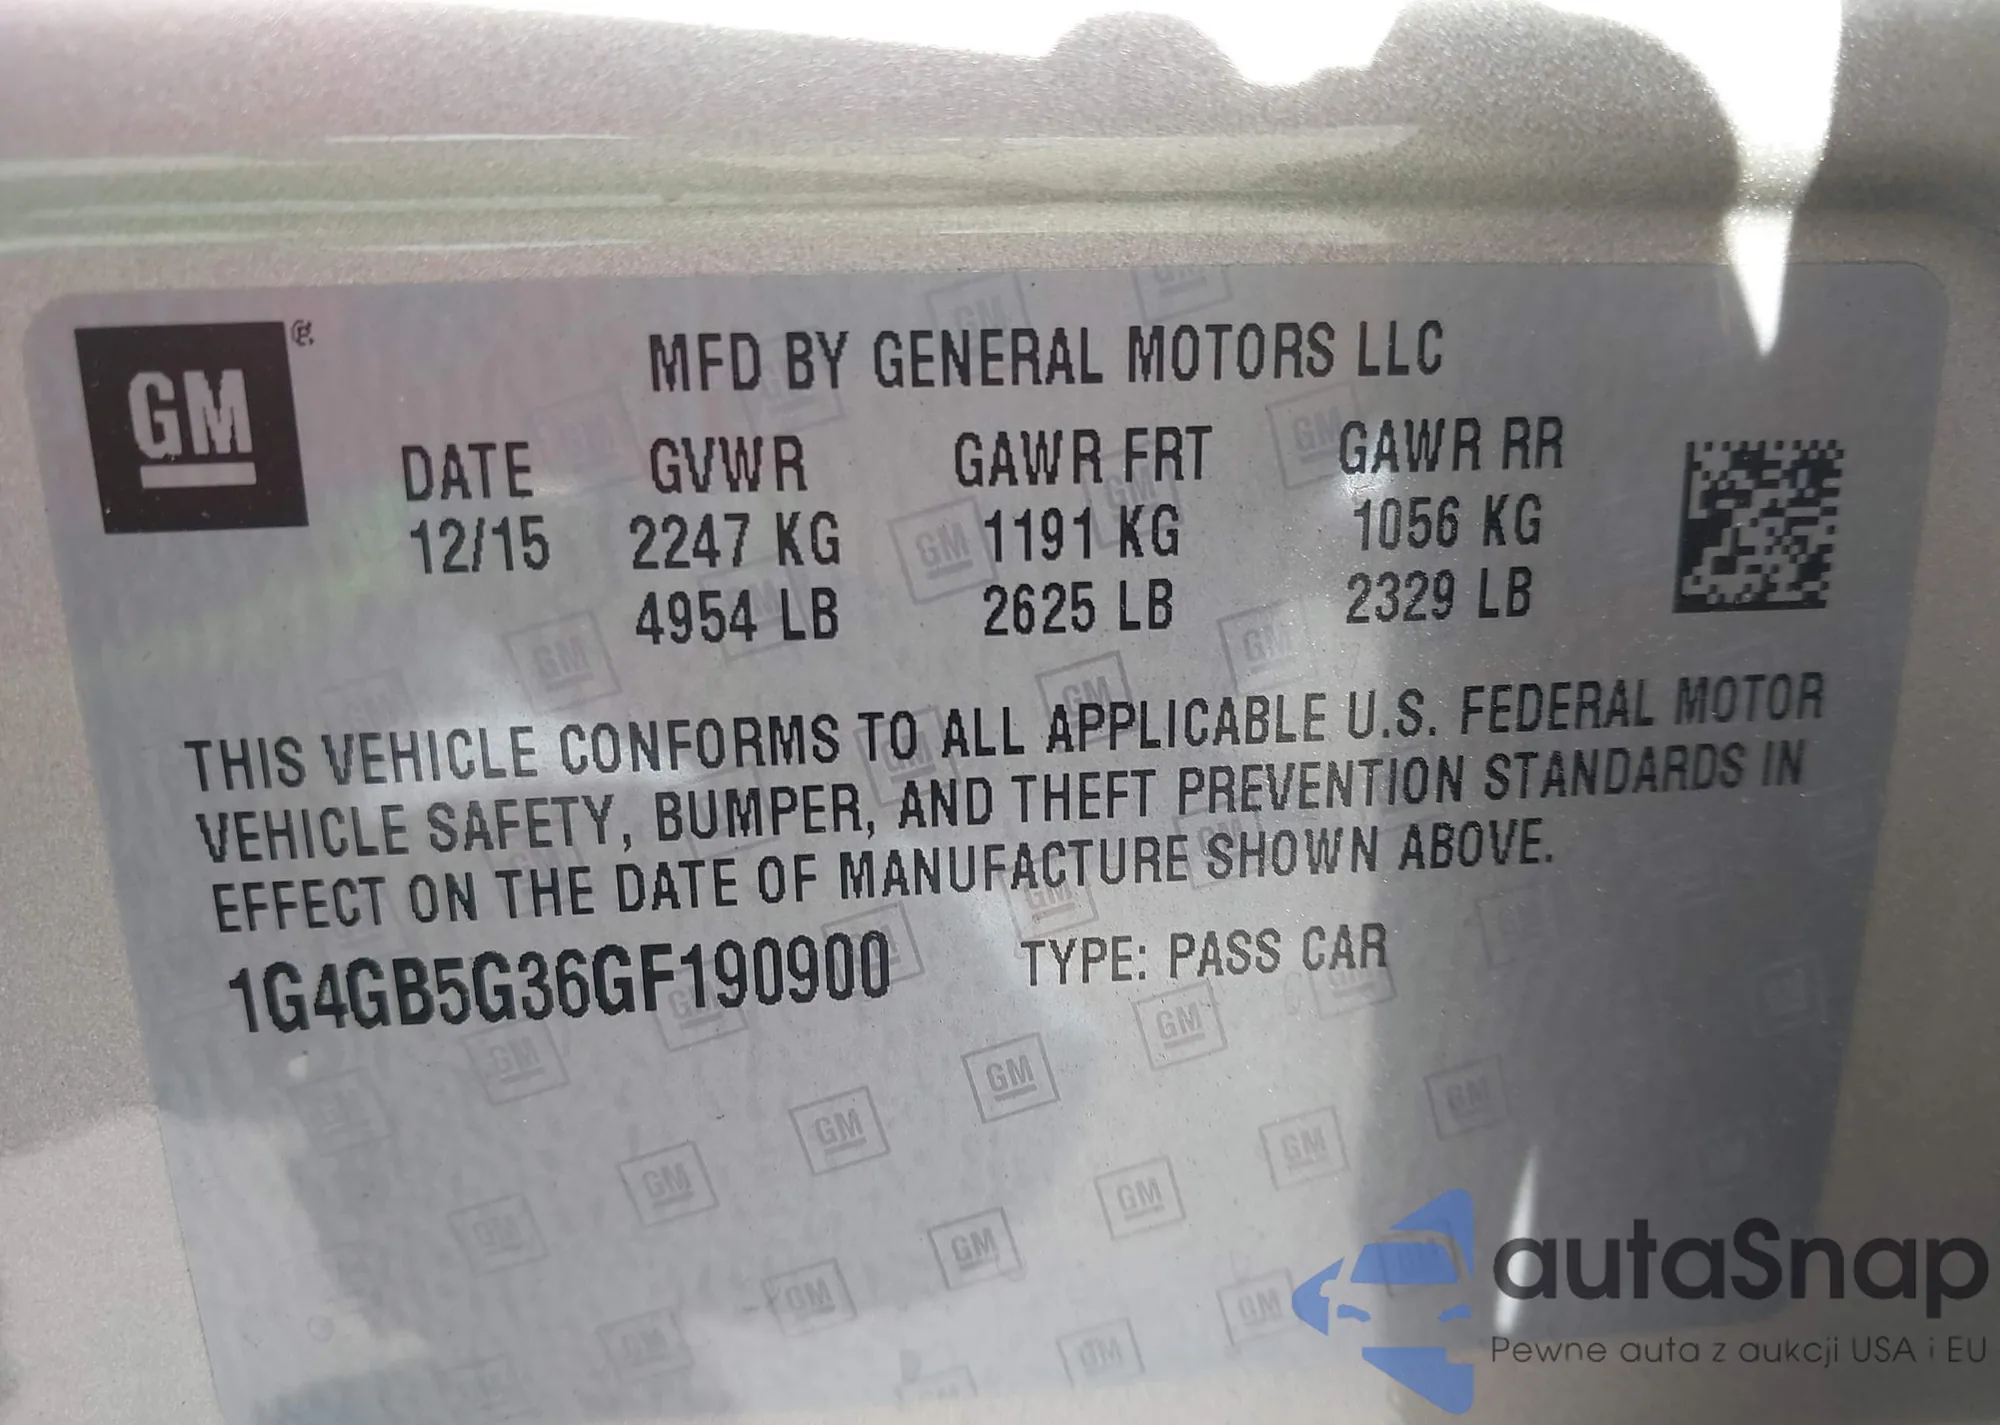 GM
MFD BY GENERAL MOTORS LLC
DATE GVWR GAWR FRT GAWR RR
12/15 2247 KG 1191 KG 1056 KG
4954 LB 2625 LB 2329 LB
THIS VEHICLE CONFORMS TO ALL APPLICABLE U.S. FEDERAL MOTOR
VEHICLE SAFETY, BUMPER, AND THEFT PREVENTION STANDARDS IN
EFFECT ON THE DATE OF MANUFACTURE SHOWN ABOVE.
1G4GB5G36GF190900 TYPE: PASS CAR
autaSnap
Pewne auta z aukcji USA i EU